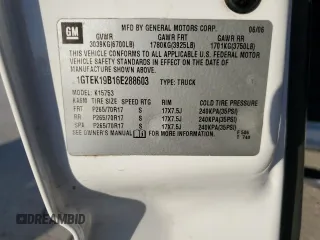 GM
MFD BY GENERAL MOTORS CORP. 06/06
GVWR GAWR FRT GAWR RR
3039KG(6700LB) 1780KG(3925LB) 1701KG(3750LB)
THIS VEHICLE CONFORMS TO ALL APPLICABLE U.S. FEDERAL MOTOR
VEHICLE SAFETY STANDARDS IN EFFECT ON THE DATE OF
MANUFACTURE SHOWN ABOVE.
1GTEK19B16E288603 TYPE: TRUCK
MODEL: K15753
TIRE SIZE SPEED RTG RIM COLD TIRE PRESSURE
FRT P265/70R17 S 17X7.5J 240KPA(35PSI)
RR P265/70R17 S 17X7.5J 240KPA(35PSI)
SPA P265/70R17 S 17X7.5J 240KPA(35PSI)
SEE OWNER'S MANUAL FOR MORE INFORMATION.
DREAMBID